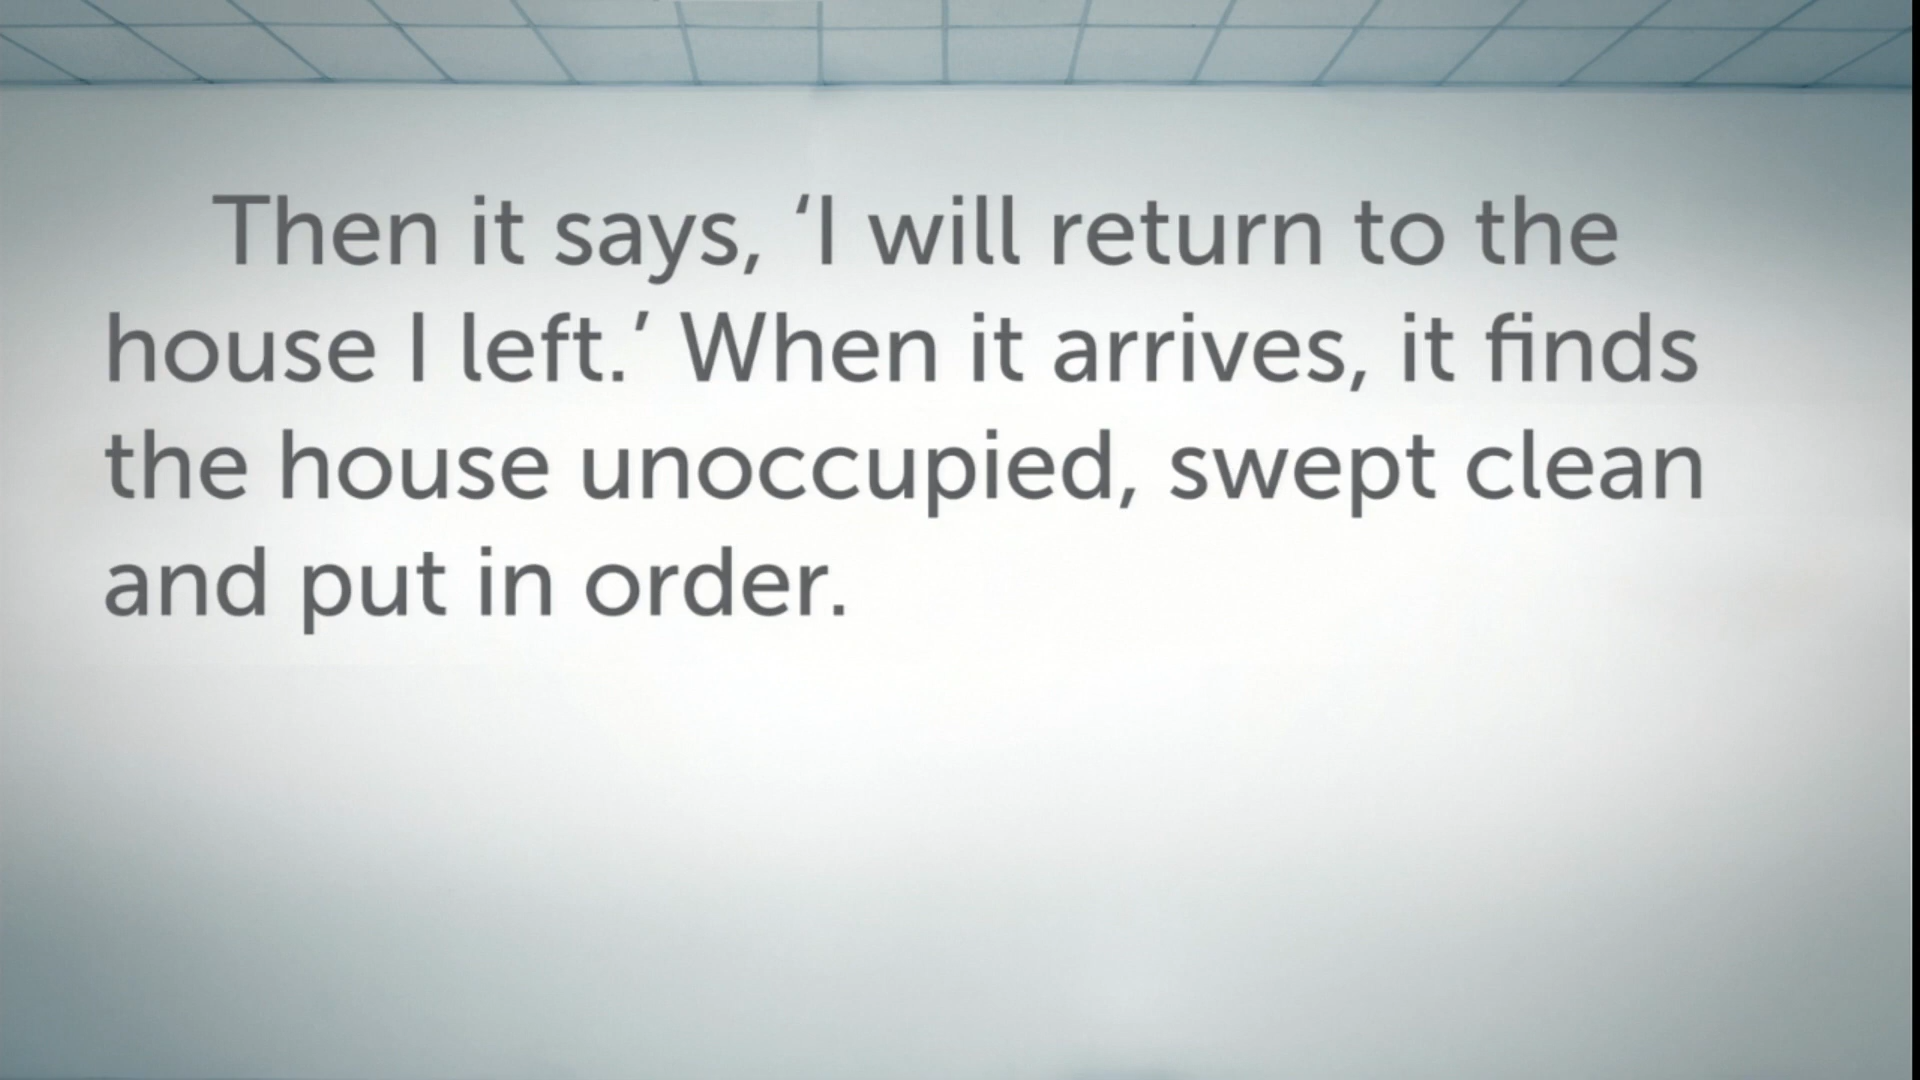 Then it says, ‘I will return to the
house I left.’ When it arrives, it finds
the house unoccupied, swept clean
and put in order.